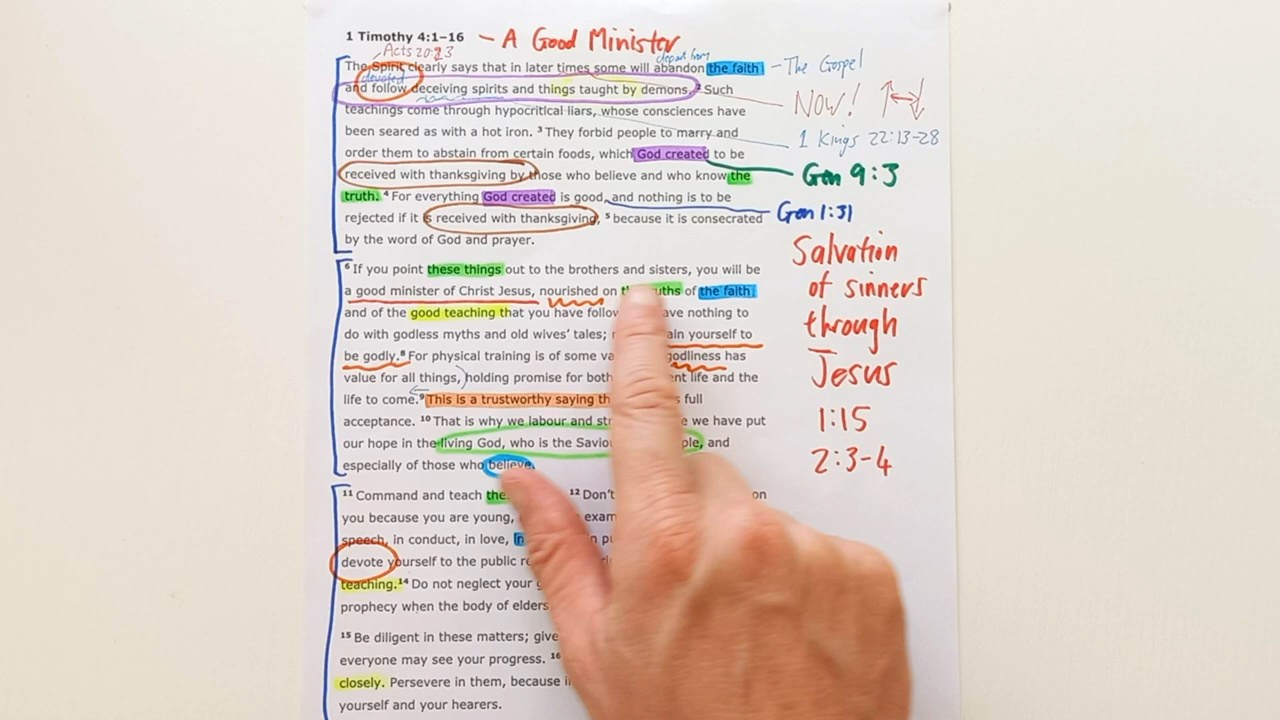 1 Timothy 4:1–16 – A Good Minister
Acts 20:23
depart from
The Spirit clearly says that in later times some will abandon the faith – The Gospel
devoted
and follow deceiving spirits and things taught by demons. ² Such
NOW!
teachings come through hypocritical liars, whose consciences have
been seared as with a hot iron. ³ They forbid people to marry and
1 Kings 22:13-28
order them to abstain from certain foods, which God created to be
received with thanksgiving by those who believe and who know the
Gen 9:3
truth. ⁴ For everything God created is good, and nothing is to be
Gen 1:31
rejected if it is received with thanksgiving, ⁵ because it is consecrated
by the word of God and prayer.
Salvation
of sinners
through
Jesus
1:15
2:3-4
⁶ If you point these things out to the brothers and sisters, you will be
a good minister of Christ Jesus, nourished on of the faith
and of the good teaching that you have nothing to
do with godless myths and old wives’ tales; yourself to
be godly. ⁸ For physical training is of some godliness has
value for all things, holding promise for both life and the
life to come. ⁹ This is a trustworthy saying full
acceptance. ¹⁰ That is why we labour and we have put
our hope in the living God, who is the and
especially of those who believe.
¹¹ Command and teach ¹² on
you because you are young,
speech, in conduct, in love,
devote yourself to the public
teaching. ¹⁴ Do not neglect your
prophecy when the body of elders
¹⁵ Be diligent in these matters; give
everyone may see your progress. ¹⁶
closely. Persevere in them, because
yourself and your hearers.